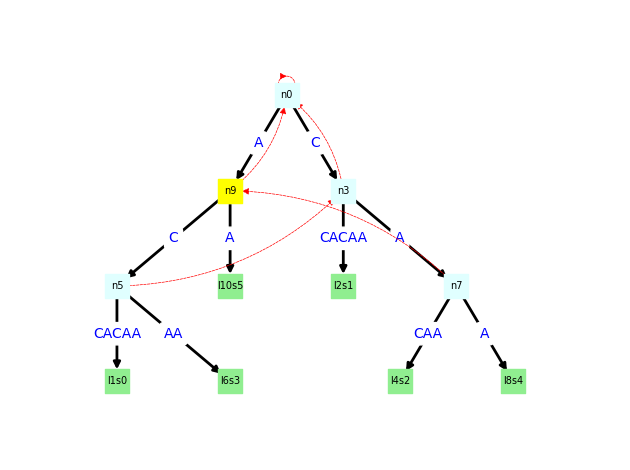 n0
A C
n9 n3
C A CACAA A
n5 l10s5 l2s1 n7
CACAA AA CAA A
l1s0 l6s3 l4s2 l8s4